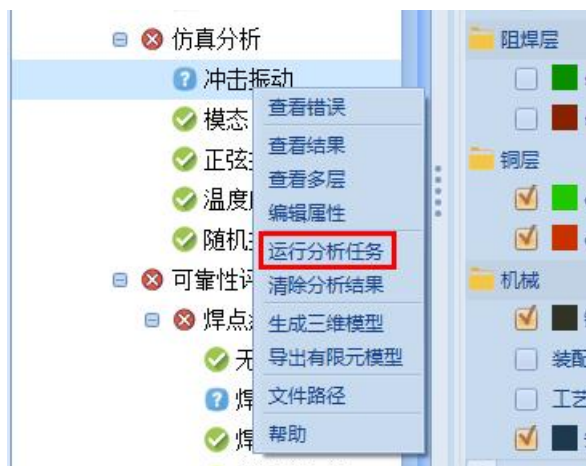 仿真分析
冲击振动
模态
正弦
温度
随机
可靠性评
焊点
无
焊
焊
查看错误
查看结果
查看多层
编辑属性
运行分析任务
清除分析结果
生成三维模型
导出有限元模型
文件路径
帮助
阻焊层
铜层
机械
装配
工艺